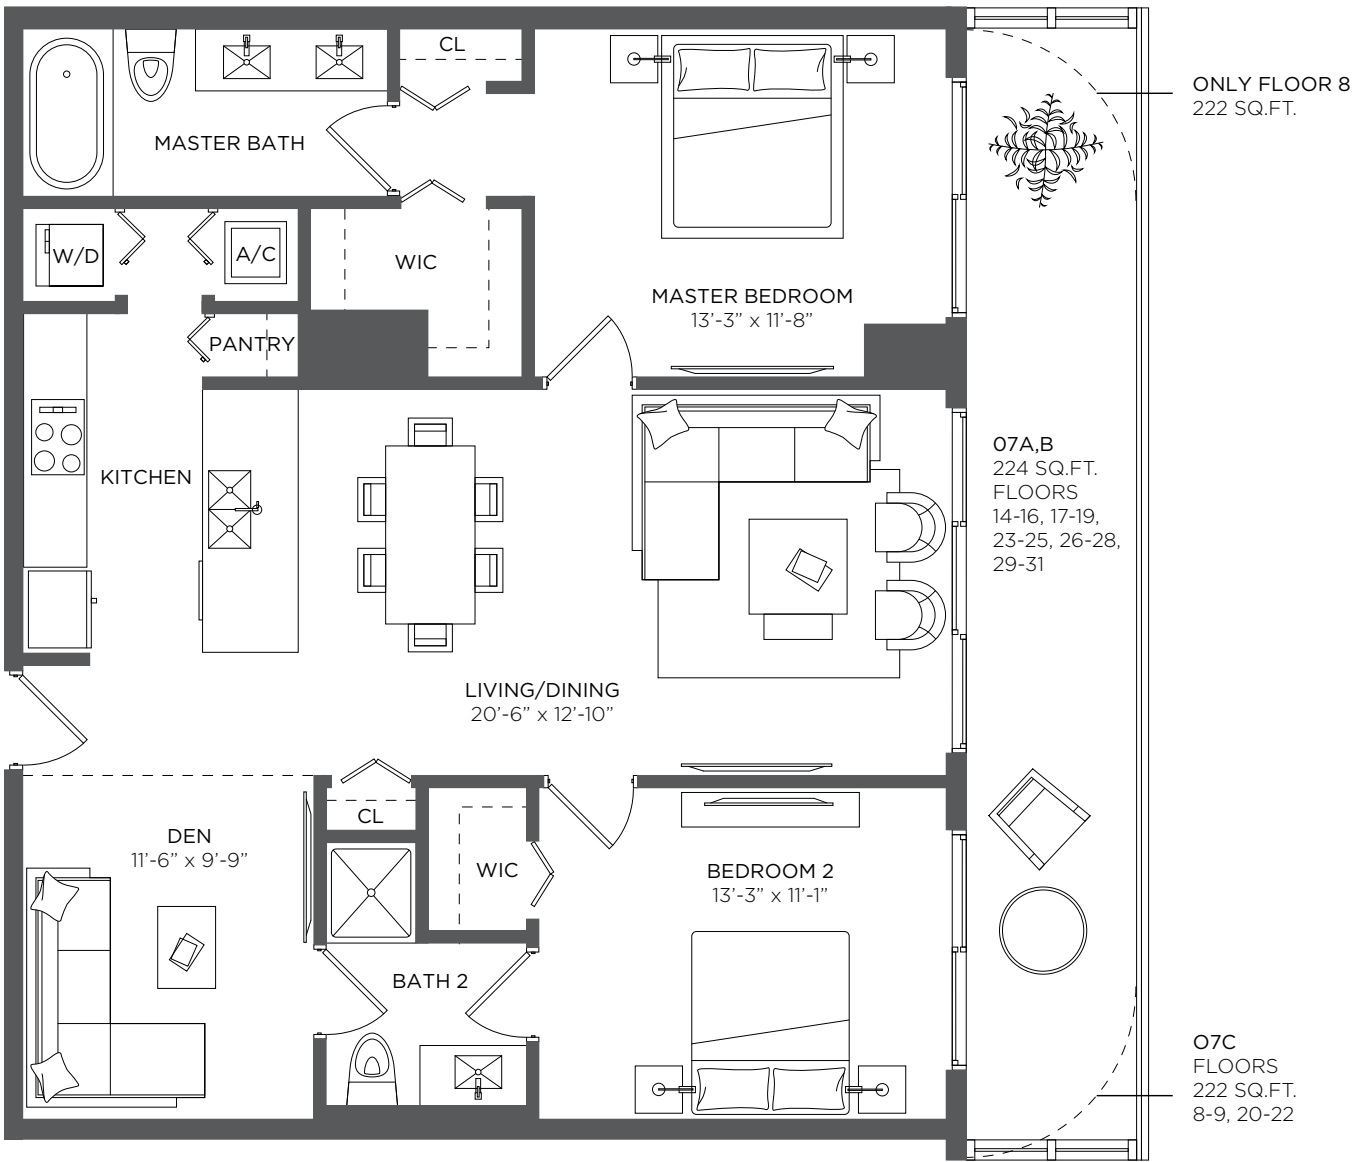 CL
ONLY FLOOR 8
222 SQ.FT.
MASTER BATH
W/D
A/C
WIC
MASTER BEDROOM
13'-3” x 11'-8”
PANTRY
KITCHEN
07A,B
224 SQ.FT.
FLOORS
14-16, 17-19,
23-25, 26-28,
29-31
LIVING/DINING
20'-6” x 12'-10”
CL
DEN
11'-6” x 9'-9”
WIC
BEDROOM 2
13'-3” x 11'-1”
BATH 2
O7C
FLOORS
222 SQ.FT.
8-9, 20-22